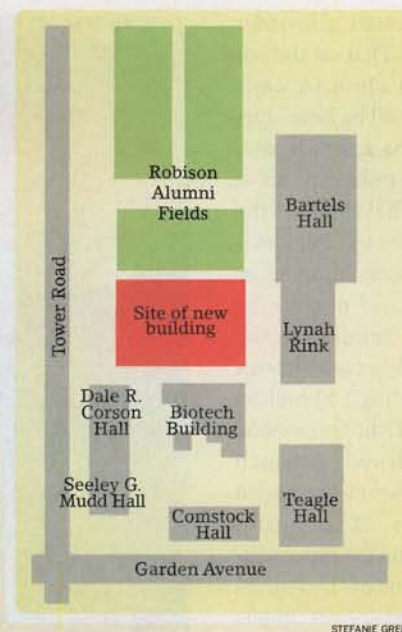 Robison
Alumni
Fields
Bartels
Hall
Tower Road
Site of new
building
Lynah
Rink
Dale R.
Corson
Hall
Biotech
Building
Seeley G.
Mudd Hall
Comstock
Hall
Teagle
Hall
Garden Avenue
STEFANIE